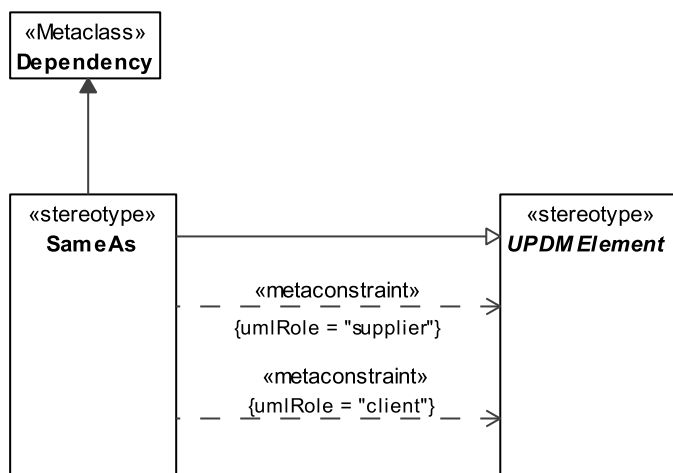 «Metaclass»
Dependency
«stereotype»
SameAs
«stereotype»
UPDMElement
«metaconstraint»
{umlRole = "supplier"}
«metaconstraint»
{umlRole = "client"}